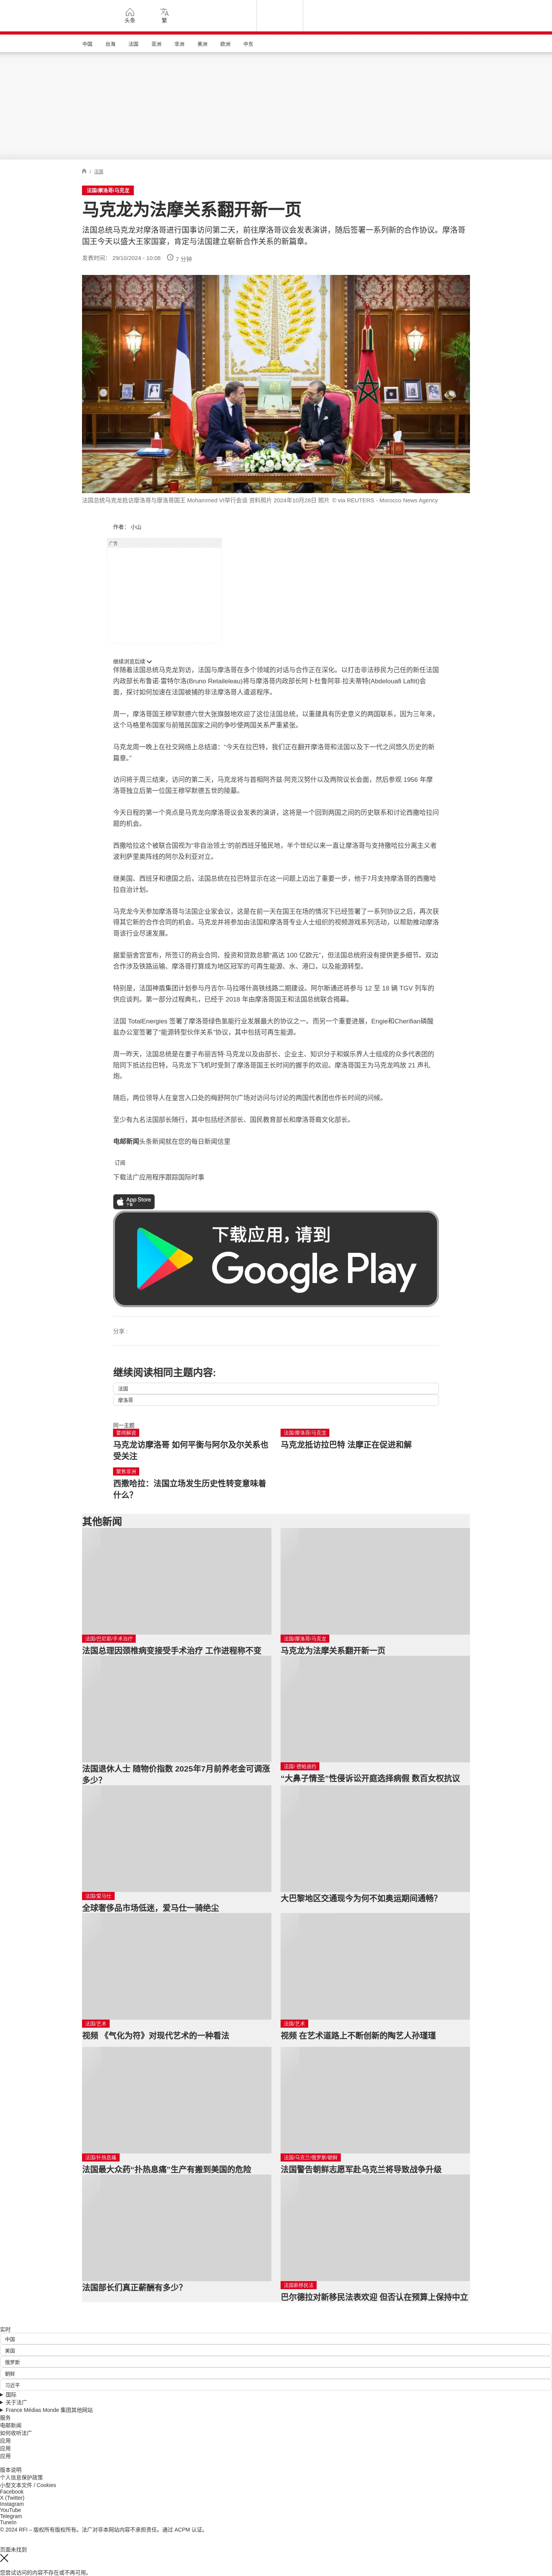 头条
繁
中国 台海 法国 亚洲 非洲 美洲 欧洲 中东
/ 法国
法国/摩洛哥/马克龙
马克龙为法摩关系翻开新一页
法国总统马克龙对摩洛哥进行国事访问第二天，前往摩洛哥议会发表演讲，随后签署一系列新的合作协议。摩洛哥
国王今天以盛大王家国宴，肯定与法国建立崭新合作关系的新篇章。
发表时间： 29/10/2024 - 10:08 7 分钟
法国总统马克龙抵访摩洛哥与摩洛哥国王 Mohammed VI举行会谈 资料照片 2024年10月28日 照片 © via REUTERS - Morocco News Agency
作者： 小山
广告
继续浏览后续
伴随着法国总统马克龙到访，法国与摩洛哥在多个领域的对话与合作正在深化。以打击非法移民为己任的新任法国
内政部长布鲁诺·雷特尔洛(Bruno Retaileleau)将与摩洛哥内政部长阿卜杜鲁阿菲·拉夫蒂特(Abdelouafi Laftit)会
面，探讨如何加速在法国被捕的非法摩洛哥人遣返程序。
周一，摩洛哥国王穆罕默德六世大张旗鼓地欢迎了这位法国总统，以重建具有历史意义的两国联系，因为三年来，
这个马格里布国家与前殖民国家之间的争吵使两国关系严重紧张。
马克龙周一晚上在社交网络上总结道：“今天在拉巴特，我们正在翻开摩洛哥和法国以及下一代之间悠久历史的新
篇章。”
访问将于周三结束，访问的第二天，马克龙将与首相阿齐兹·阿克汉努什以及两院议长会面，然后参观 1956 年摩
洛哥独立后第一位国王穆罕默德五世的陵墓。
今天日程的第一个亮点是马克龙向摩洛哥议会发表的演讲，这将是一个回到两国之间的历史联系和讨论西撒哈拉问
题的机会。
西撒哈拉这个被联合国视为“非自治领土”的前西班牙殖民地，半个世纪以来一直让摩洛哥与支持撒哈拉分离主义者
波利萨里奥阵线的阿尔及利亚对立。
继美国、西班牙和德国之后，法国总统在拉巴特显示在这一问题上迈出了重要一步，他于7月支持摩洛哥的西撒哈
拉自治计划。
马克龙今天参加摩洛哥与法国企业家会议，这是在前一天在国王在场的情况下已经签署了一系列协议之后，再次获
得其它新的合作合同的机会。马克龙并将参加由法国和摩洛哥专业人士组织的视频游戏系列活动，以帮助推动摩洛
哥该行业尽速发展。
据爱丽舍宫宣布，所签订的商业合同、投资和贷款总额“高达 100 亿欧元”，但法国总统府没有提供更多细节。双边
合作涉及铁路运输、摩洛哥打算成为地区冠军的可再生能源、水、港口，以及能源转型。
特别是，法国神盾集团计划参与丹吉尔-马拉喀什高铁线路二期建设。阿尔斯通还将参与 12 至 18 辆 TGV 列车的
供应谈判。第一部分过程典礼，已经于 2018 年由摩洛哥国王和法国总统联合揭幕。
法国 TotalEnergies 签署了摩洛哥绿色氢能行业发展最大的协议之一。而另一个重要进展，Engie和Cherifian磷酸
盐办公室签署了“能源转型伙伴关系”协议，其中包括可再生能源。
周一昨天，法国总统是在妻子布丽吉特·马克龙以及由部长、企业主、知识分子和娱乐界人士组成的众多代表团的
陪同下抵达拉巴特，马克龙下飞机时受到了摩洛哥国王长时间的握手的欢迎。摩洛哥国王为马克龙鸣放 21 声礼
炮。
随后，两位领导人在皇宫入口处的梅舒阿尔广场对访问与讨论的两国代表团也作长时间的问候。
至少有九名法国部长随行，其中包括经济部长、国民教育部长和摩洛哥裔文化部长。
电邮新闻头条新闻就在您的每日新闻信里
订阅
下载法广应用程序跟踪国际时事
App Store
下载
下载应用，请到
Google Play
分享 :
继续阅读相同主题内容:
法国
摩洛哥
同一主题
要闻解说
马克龙访摩洛哥 如何平衡与阿尔及尔关系也
受关注
法国/摩洛哥/马克龙
马克龙抵访拉巴特 法摩正在促进和解
聚焦非洲
西撒哈拉：法国立场发生历史性转变意味着
什么？
其他新闻
法国/巴尼耶/手术治疗
法国总理因颈椎病变接受手术治疗 工作进程称不变
法国/摩洛哥/马克龙
马克龙为法摩关系翻开新一页
法国退休人士 随物价指数 2025年7月前养老金可调涨
多少？
法国/ 德帕迪约
“大鼻子情圣”性侵诉讼开庭选择病假 数百女权抗议
法国/爱马仕
全球奢侈品市场低迷，爱马仕一骑绝尘
大巴黎地区交通现今为何不如奥运期间通畅？
法国/艺术
视频 《气化为符》对现代艺术的一种看法
法国/艺术
视频 在艺术道路上不断创新的陶艺人孙瑾瑾
法国/扑热息痛
法国最大众药“扑热息痛”生产有搬到美国的危险
法国/乌克兰/俄罗斯/朝鲜
法国警告朝鲜志愿军赴乌克兰将导致战争升级
法国部长们真正薪酬有多少？
法国新移民法
巴尔德拉对新移民法表欢迎 但否认在预算上保持中立
实时
中国
美国
俄罗斯
朝鲜
习近平
国际
关于法广
France Médias Monde 集团其他网站
服务
电邮新闻
如何收听法广
应用
应用
应用
版本说明
个人信息保护政策
小型文本文件 / Cookies
Facebook
X (Twitter)
Instagram
YouTube
Telegram
TuneIn
© 2024 RFI – 版权所有版权所有。法广对非本网站内容不承担责任。通过 ACPM 认证。
页面未找到
您尝试访问的内容不存在或不再可用。